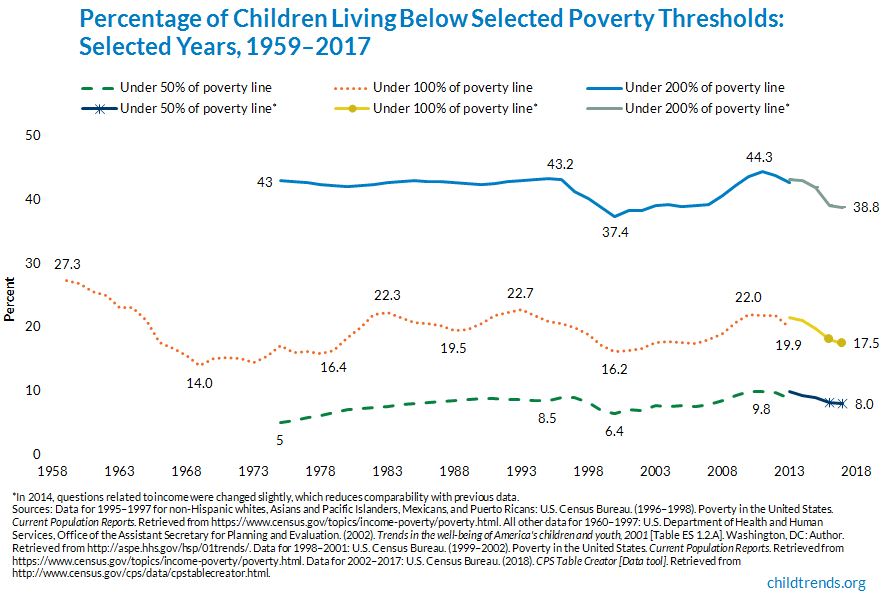 Percentage of Children Living Below Selected Poverty Thresholds:
Selected Years, 1959–2017
Under 50% of poverty line
Under 100% of poverty line
Under 200% of poverty line
Under 50% of poverty line*
Under 100% of poverty line*
Under 200% of poverty line*
Percent
50
40
30
20
10
0
43
43.2
37.4
44.3
38.8
27.3
14.0
16.4
22.3
19.5
22.7
16.2
22.0
19.9
17.5
5
8.5
6.4
9.8
8.0
1958 1963 1968 1973 1978 1983 1988 1993 1998 2003 2008 2013 2018
*In 2014, questions related to income were changed slightly, which reduces comparability with previous data.
Sources: Data for 1995–1997 for non-Hispanic whites, Asians and Pacific Islanders, Mexicans, and Puerto Ricans: U.S. Census Bureau. (1996–1998). Poverty in the United States.
Current Population Reports. Retrieved from https://www.census.gov/topics/income-poverty/poverty.html. All other data for 1960–1997: U.S. Department of Health and Human
Services, Office of the Assistant Secretary for Planning and Evaluation. (2002). Trends in the well-being of America's children and youth, 2001 [Table ES 1.2.A]. Washington, DC: Author.
Retrieved from http://aspe.hhs.gov/hsp/01trends/. Data for 1998–2001: U.S. Census Bureau. (1999–2002). Poverty in the United States. Current Population Reports. Retrieved from
https://www.census.gov/topics/income-poverty/poverty.html. Data for 2002–2017: U.S. Census Bureau. (2018). CPS Table Creator [Data tool]. Retrieved from
http://www.census.gov/cps/data/cpstablecreator.html.
childtrends.org